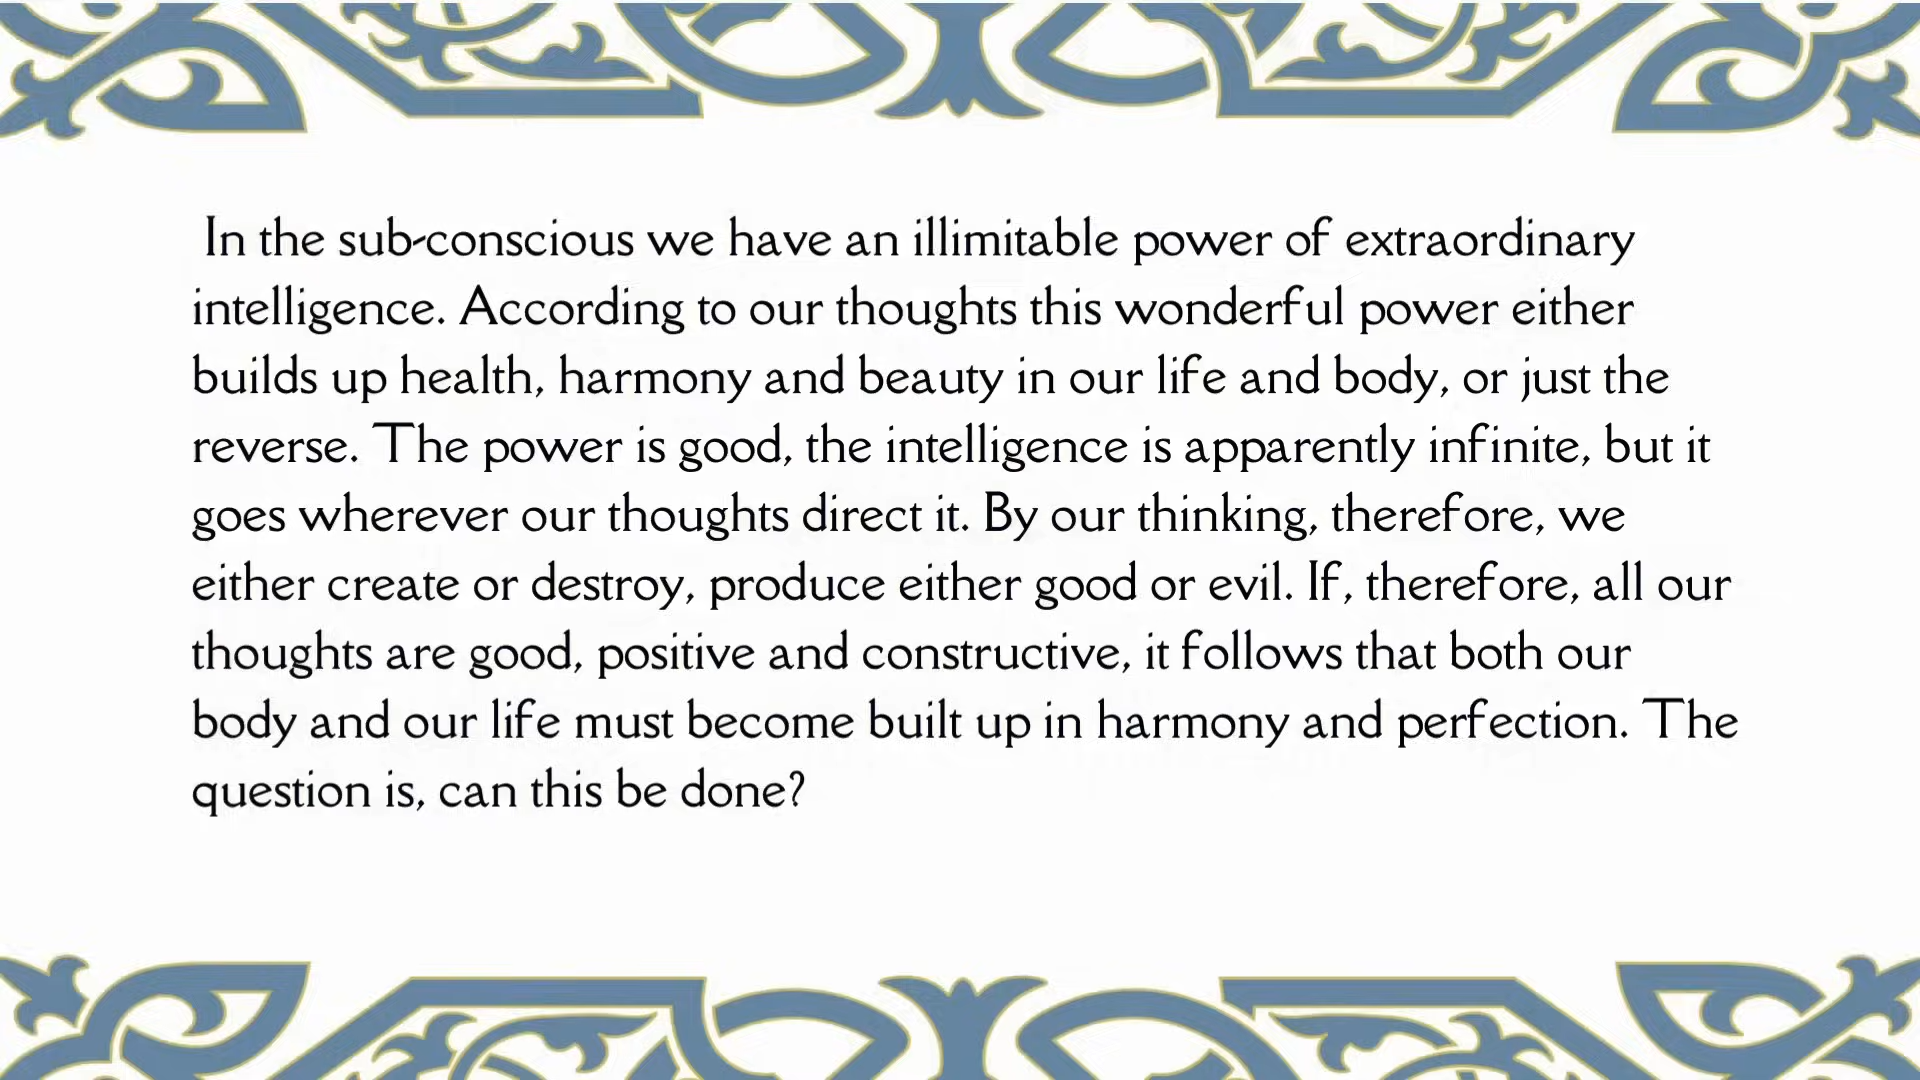 In the sub-conscious we have an illimitable power of extraordinary
intelligence. According to our thoughts this wonderful power either
builds up health, harmony and beauty in our life and body, or just the
reverse. The power is good, the intelligence is apparently infinite, but it
goes wherever our thoughts direct it. By our thinking, therefore, we
either create or destroy, produce either good or evil. If, therefore, all our
thoughts are good, positive and constructive, it follows that both our
body and our life must become built up in harmony and perfection. The
question is, can this be done?